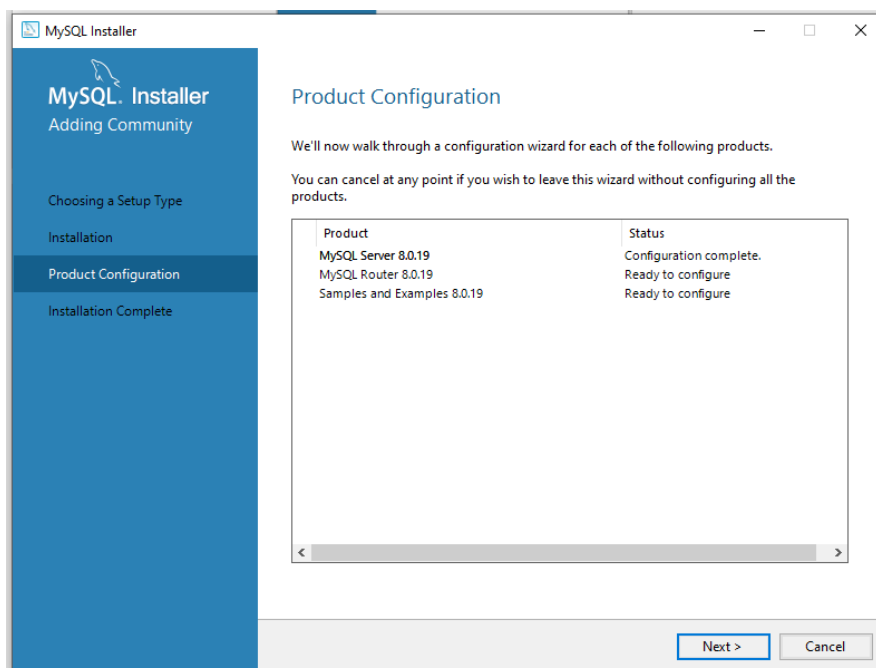 MySQL Installer
MySQL. Installer
Adding Community
Choosing a Setup Type
Installation
Product Configuration
Installation Complete
Product Configuration
We'll now walk through a configuration wizard for each of the following products.
You can cancel at any point if you wish to leave this wizard without configuring all the
products.
Product Status
MySQL Server 8.0.19 Configuration complete.
MySQL Router 8.0.19 Ready to configure
Samples and Examples 8.0.19 Ready to configure
Next > Cancel